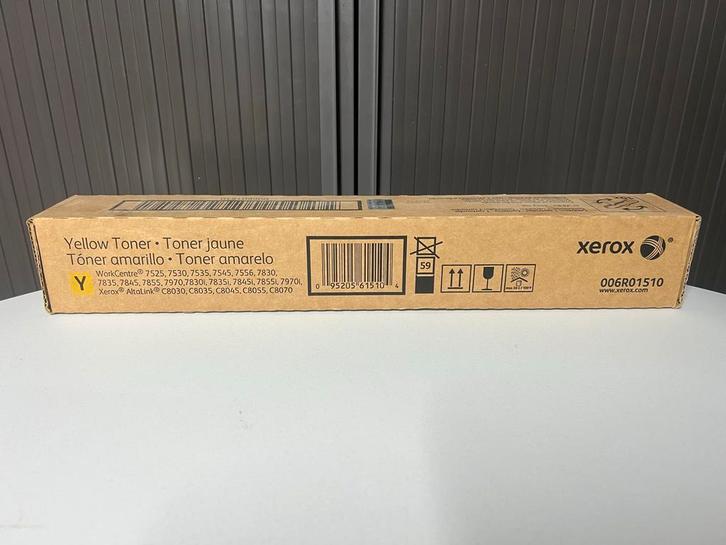 Yellow Toner • Toner jaune
Tóner amarillo • Toner amarelo
Y
WorkCentre® 7525, 7530, 7535, 7545, 7556, 7830,
7835, 7845, 7855, 7970,7830i, 7835i, 7845i, 7855i, 7970i,
Xerox® AltaLink® C8030, C8035, C8045, C8055, C8070
0 95205 61510 4
59
xerox ®
006R01510
www.xerox.com